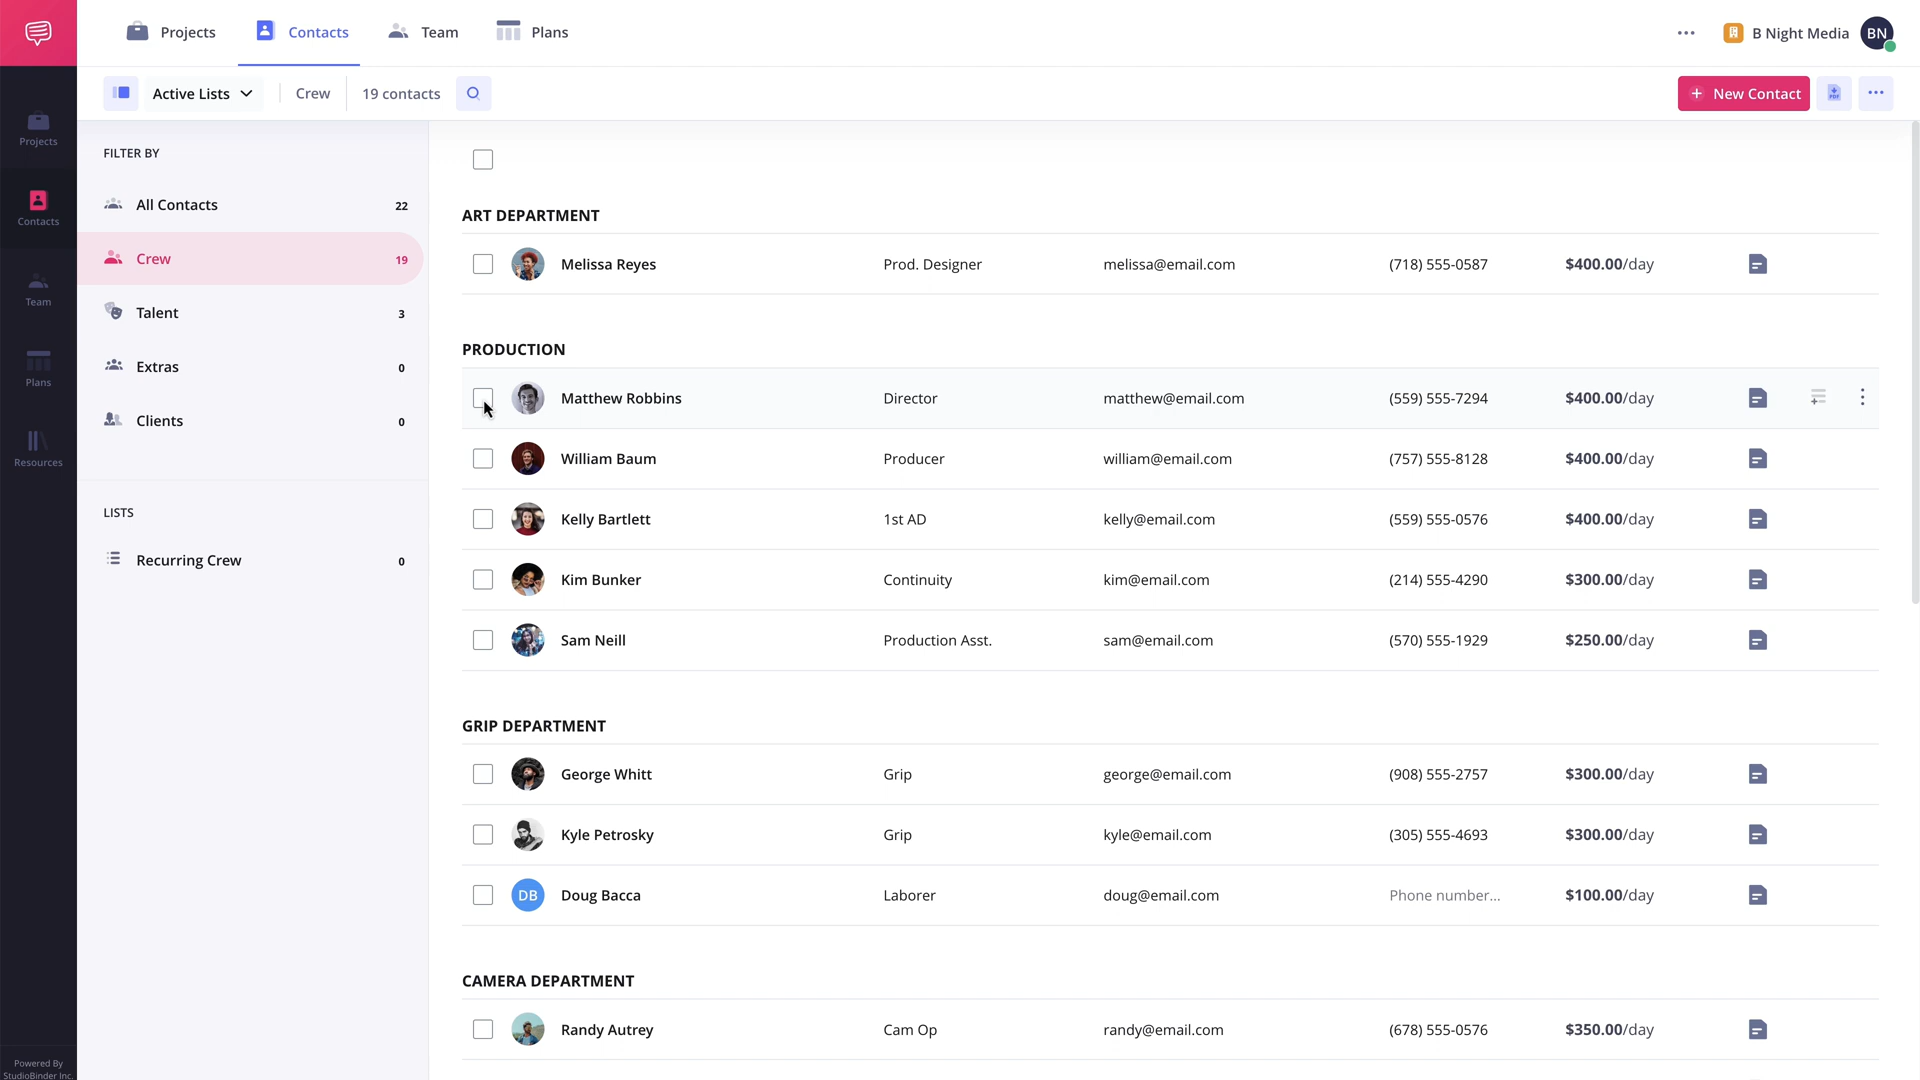 Projects
Contacts
Team
Plans
B Night Media
BN
Active Lists
Crew
19 contacts
+ New Contact
PDF
Projects
Contacts
Team
Plans
Resources
Powered By
StudioBinder Inc.
FILTER BY
All Contacts 22
Crew 19
Talent 3
Extras 0
Clients 0
LISTS
Recurring Crew 0
ART DEPARTMENT
Melissa Reyes Prod. Designer melissa@email.com (718) 555-0587 $400.00/day
PRODUCTION
Matthew Robbins Director matthew@email.com (559) 555-7294 $400.00/day
William Baum Producer william@email.com (757) 555-8128 $400.00/day
Kelly Bartlett 1st AD kelly@email.com (559) 555-0576 $400.00/day
Kim Bunker Continuity kim@email.com (214) 555-4290 $300.00/day
Sam Neill Production Asst. sam@email.com (570) 555-1929 $250.00/day
GRIP DEPARTMENT
George Whitt Grip george@email.com (908) 555-2757 $300.00/day
Kyle Petrosky Grip kyle@email.com (305) 555-4693 $300.00/day
DB Doug Bacca Laborer doug@email.com Phone number... $100.00/day
CAMERA DEPARTMENT
Randy Autrey Cam Op randy@email.com (678) 555-0576 $350.00/day